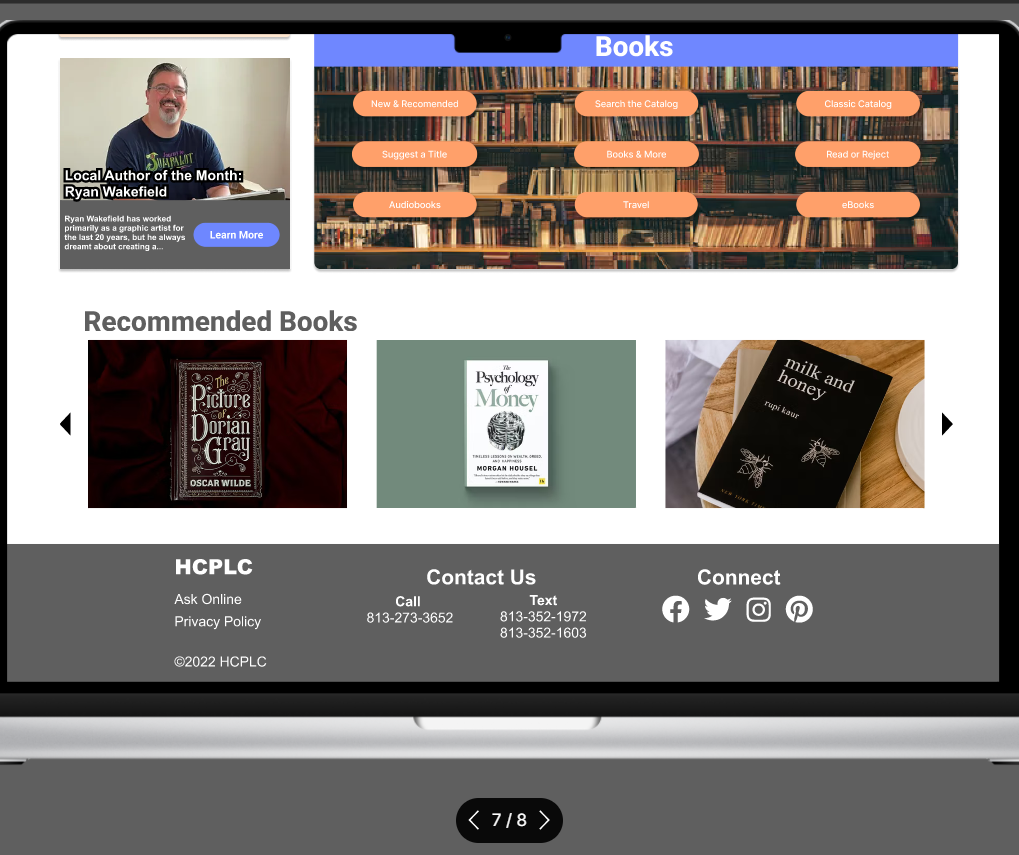 Books
New & Recomended
Search the Catalog
Classic Catalog
Suggest a Title
Books & More
Read or Reject
Audiobooks
Travel
eBooks
Local Author of the Month:
Ryan Wakefield
Ryan Wakefield has worked
primarily as a graphic artist for
the last 20 years, but he always
dreamt about creating a...
Learn More
Recommended Books
The
Picture
of
Dorian
Gray
OSCAR WILDE
The
Psychology
of
Money
TIMELESS LESSONS ON WEALTH, GREED,
AND HAPPINESS
MORGAN HOUSEL
milk and
honey
rupi kaur
HCPLC
Ask Online
Privacy Policy
©2022 HCPLC
Contact Us
Call
813-273-3652
Text
813-352-1972
813-352-1603
Connect
7 / 8